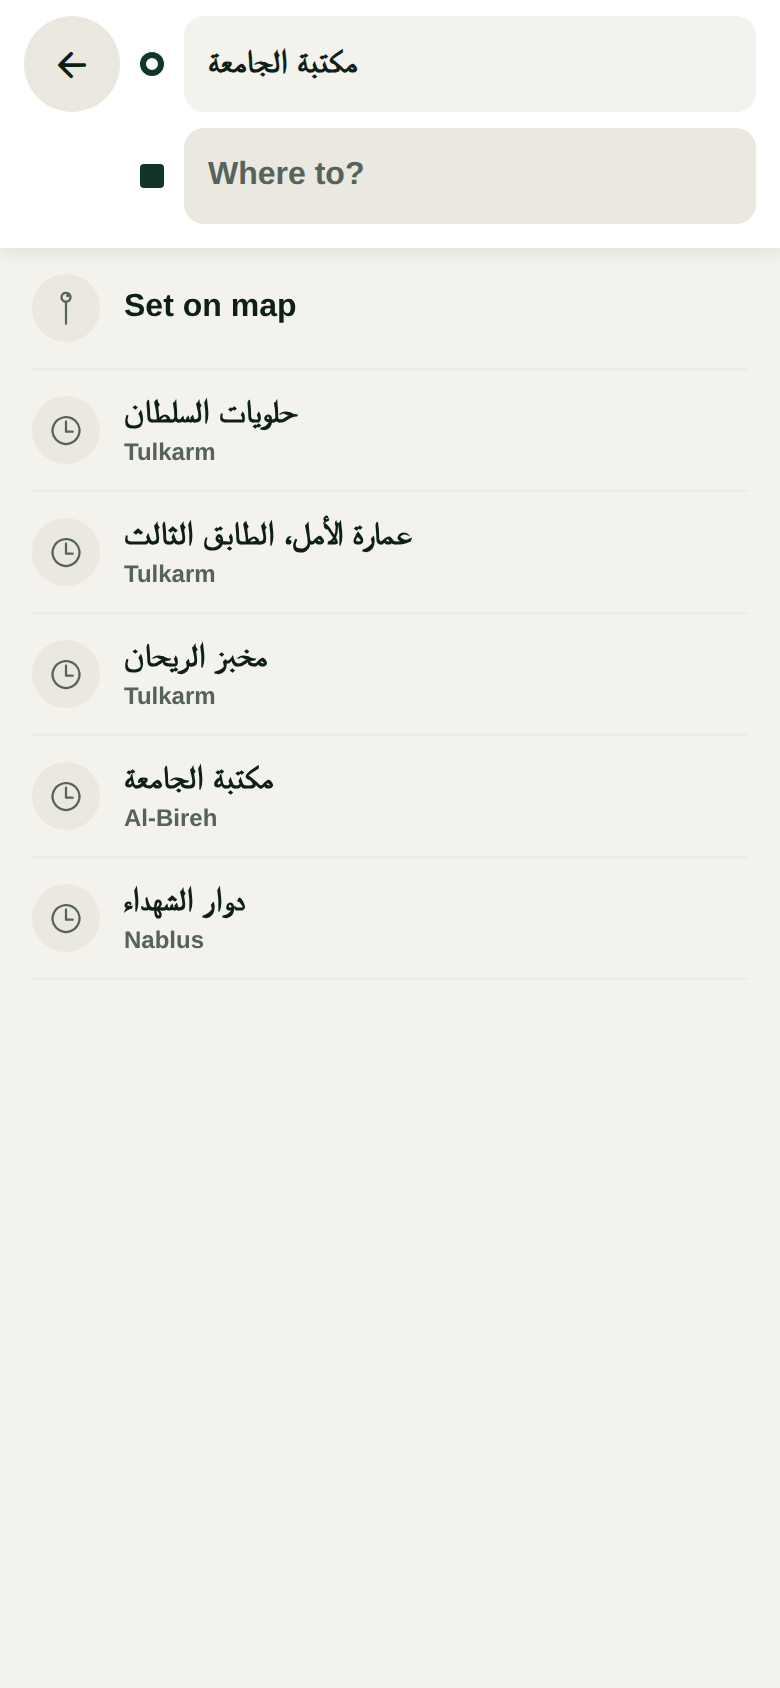 مكتبة الجامعة
Where to?
Set on map
حلويات السلطان
Tulkarm
عمارة الأمل، الطابق الثالث
Tulkarm
مخبز الريحان
Tulkarm
مكتبة الجامعة
Al-Bireh
دوار الشهداء
Nablus